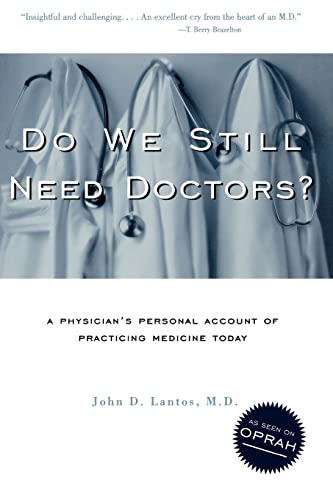 "Insightful and challenging. . . . An excellent cry from the heart of an M.D."
—T. Berry Brazelton
Do We Still
Need Doctors?
A PHYSICIAN'S PERSONAL ACCOUNT OF
PRACTICING MEDICINE TODAY
John D. Lantos, M.D.
AS SEEN ON
OPRAH